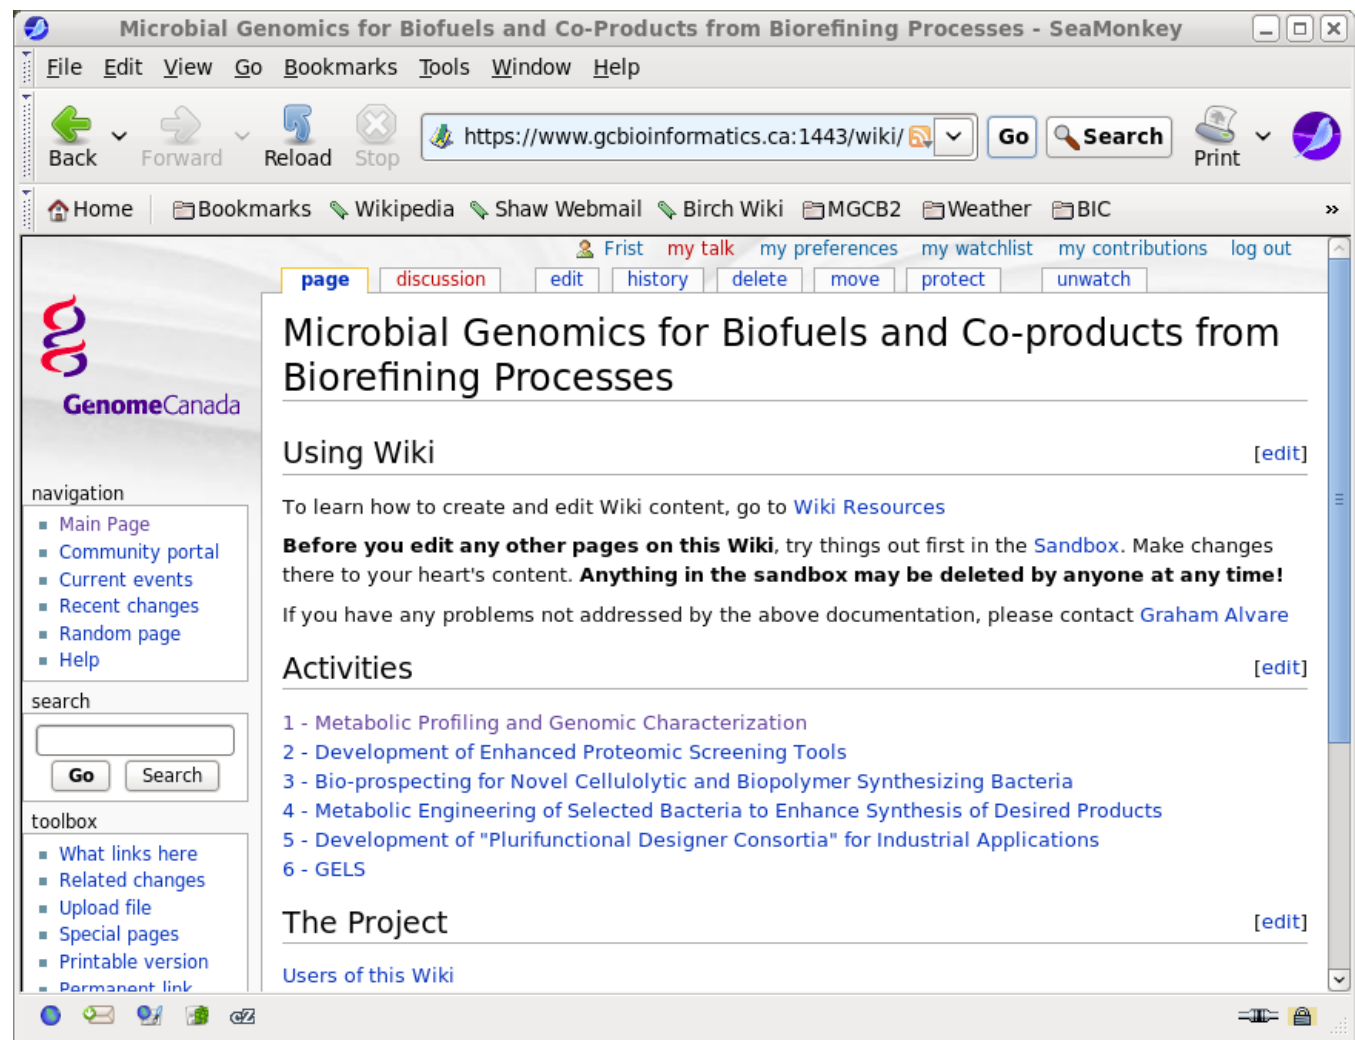 Microbial Genomics for Biofuels and Co-Products from Biorefining Processes - SeaMonkey
File Edit View Go Bookmarks Tools Window Help
Back Forward Reload Stop https://www.gcbioinformatics.ca:1443/wiki/ Go Search Print
Home Bookmarks Wikipedia Shaw Webmail Birch Wiki MGCB2 Weather BIC »
Frist my talk my preferences my watchlist my contributions log out
page discussion edit history delete move protect unwatch
GenomeCanada
navigation
Main Page
Community portal
Current events
Recent changes
Random page
Help
search
Go Search
toolbox
What links here
Related changes
Upload file
Special pages
Printable version
Permanent link
Microbial Genomics for Biofuels and Co-products from
Biorefining Processes
Using Wiki [edit]
To learn how to create and edit Wiki content, go to Wiki Resources
Before you edit any other pages on this Wiki, try things out first in the Sandbox. Make changes
there to your heart's content. Anything in the sandbox may be deleted by anyone at any time!
If you have any problems not addressed by the above documentation, please contact Graham Alvare
Activities [edit]
1 - Metabolic Profiling and Genomic Characterization
2 - Development of Enhanced Proteomic Screening Tools
3 - Bio-prospecting for Novel Cellulolytic and Biopolymer Synthesizing Bacteria
4 - Metabolic Engineering of Selected Bacteria to Enhance Synthesis of Desired Products
5 - Development of "Plurifunctional Designer Consortia" for Industrial Applications
6 - GELS
The Project [edit]
Users of this Wiki
cZ